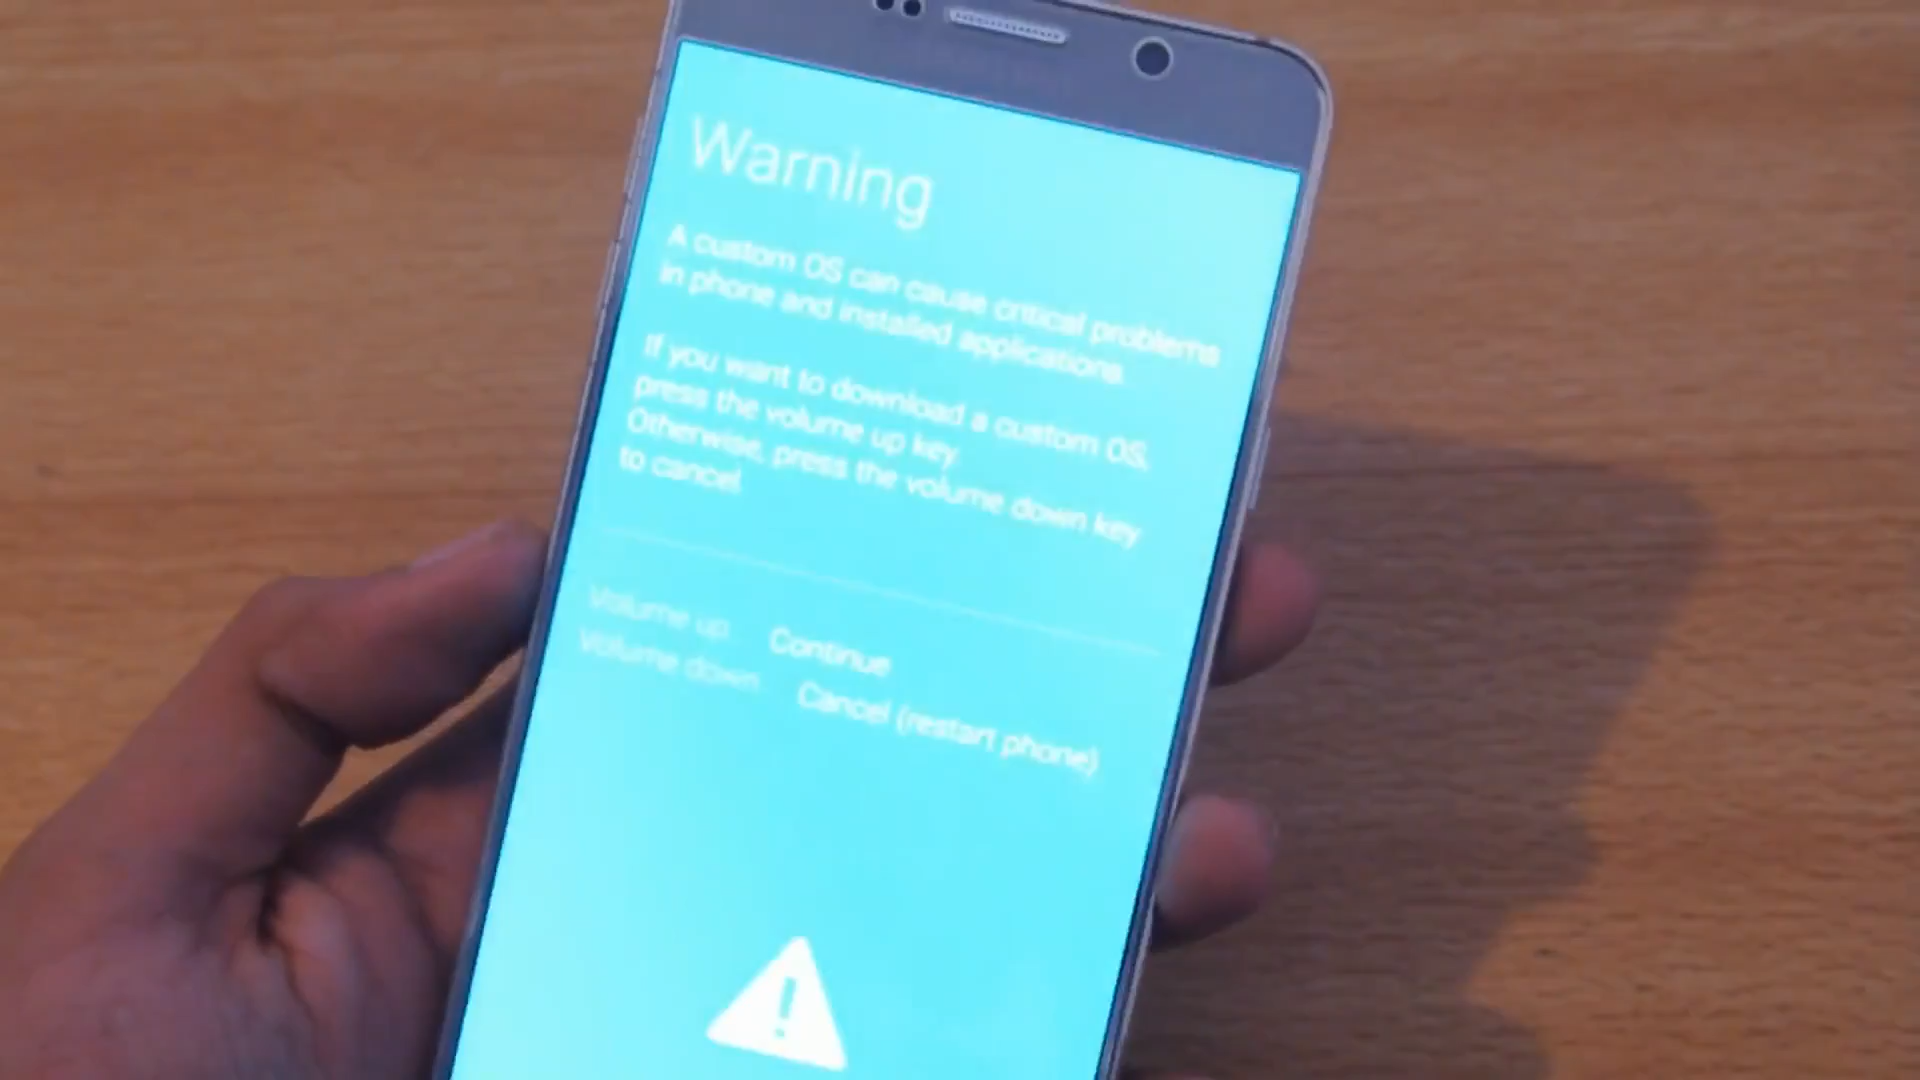 Warning
A custom OS can cause critical problems
in phone and installed applications.
If you want to download a custom OS,
press the volume up key.
Otherwise, press the volume down key
to cancel.
Volume up: Continue
Volume down: Cancel (restart phone)